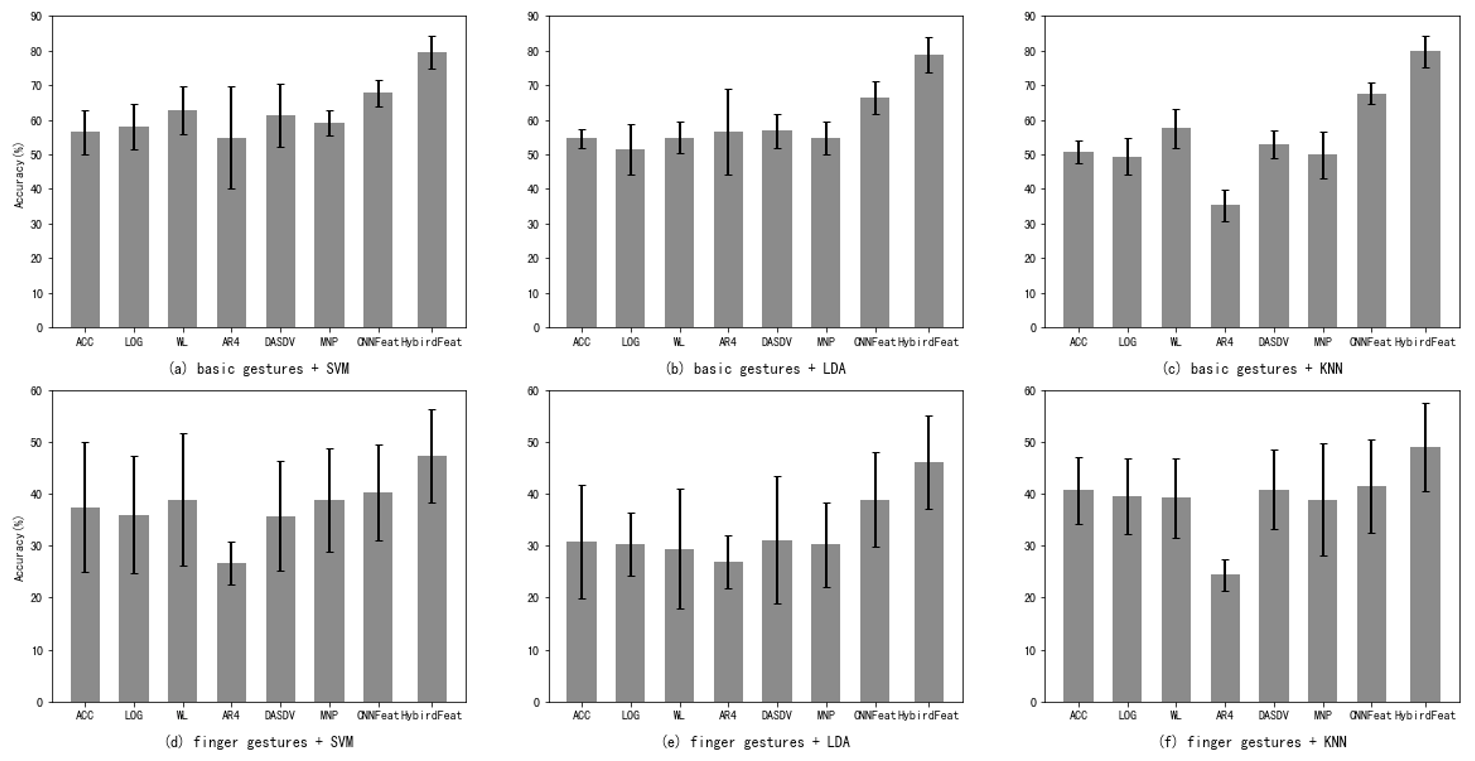 90 90 90
80 80 80
70 70 70
60 60 60
50 50 50
40 40 40
30 30 30
20 20 20
10 10 10
0 0 0
Accuracy(%)
ACC LOG WL AR4 DASDV MNP CNNFeat HybirdFeat ACC LOG WL AR4 DASDV MNP CNNFeat HybirdFeat ACC LOG WL AR4 DASDV MNP CNNFeat HybirdFeat
(a) basic gestures + SVM (b) basic gestures + LDA (c) basic gestures + KNN
60 60 60
50 50 50
40 40 40
30 30 30
20 20 20
10 10 10
0 0 0
Accuracy(%)
ACC LOG WL AR4 DASDV MNP CNNFeat HybirdFeat ACC LOG WL AR4 DASDV MNP CNNFeat HybirdFeat ACC LOG WL AR4 DASDV MNP CNNFeat HybirdFeat
(d) finger gestures + SVM (e) finger gestures + LDA (f) finger gestures + KNN